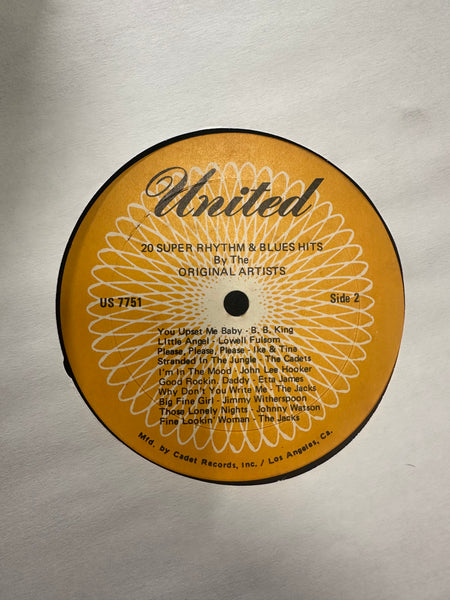 United
20 SUPER RHYTHM & BLUES HITS
By The
ORIGINAL ARTISTS
US 7751
Side 2
You Upset Me Baby - B. B. King
Little Angel - Lowell Fulsom
Please, Please, Please - Ike & Tina
Stranded In The Jungle - The Cadets
I'm In The Mood - John Lee Hooker
Good Rockin' Daddy - Etta James
Why Don't You Write Me - The Jacks
Big Fine Girl - Jimmy Witherspoon
Those Lonely Nights - Johnny Watson
Fine Lookin' Woman - The Jacks
Mfd. by Cadet Records, Inc. / Los Angeles, Ca.